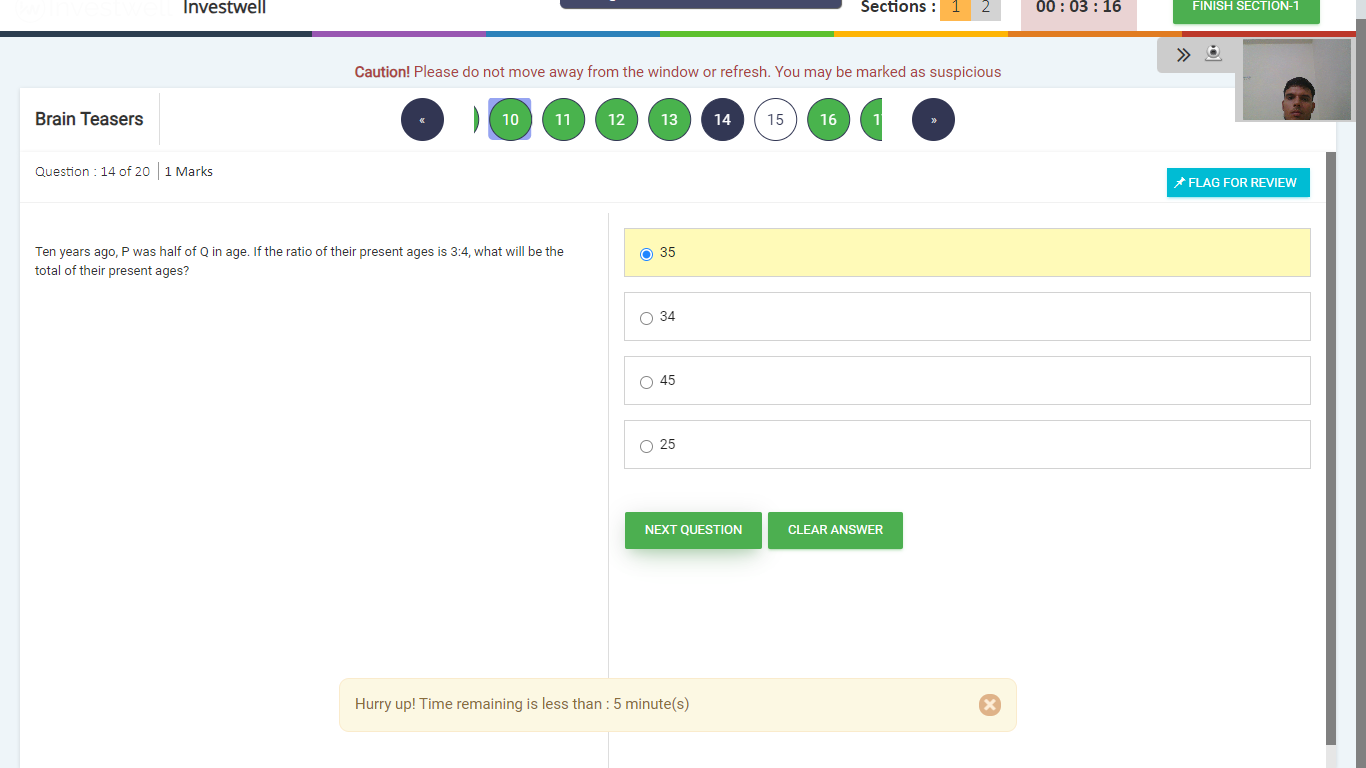 Investwell
Sections : 1 2
00 : 03 : 16
FINISH SECTION-1
Caution! Please do not move away from the window or refresh. You may be marked as suspicious
Brain Teasers
« 10 11 12 13 14 15 16 »
Question : 14 of 20 1 Marks
FLAG FOR REVIEW
Ten years ago, P was half of Q in age. If the ratio of their present ages is 3:4, what will be the
total of their present ages?
35
34
45
25
NEXT QUESTION CLEAR ANSWER
Hurry up! Time remaining is less than : 5 minute(s)